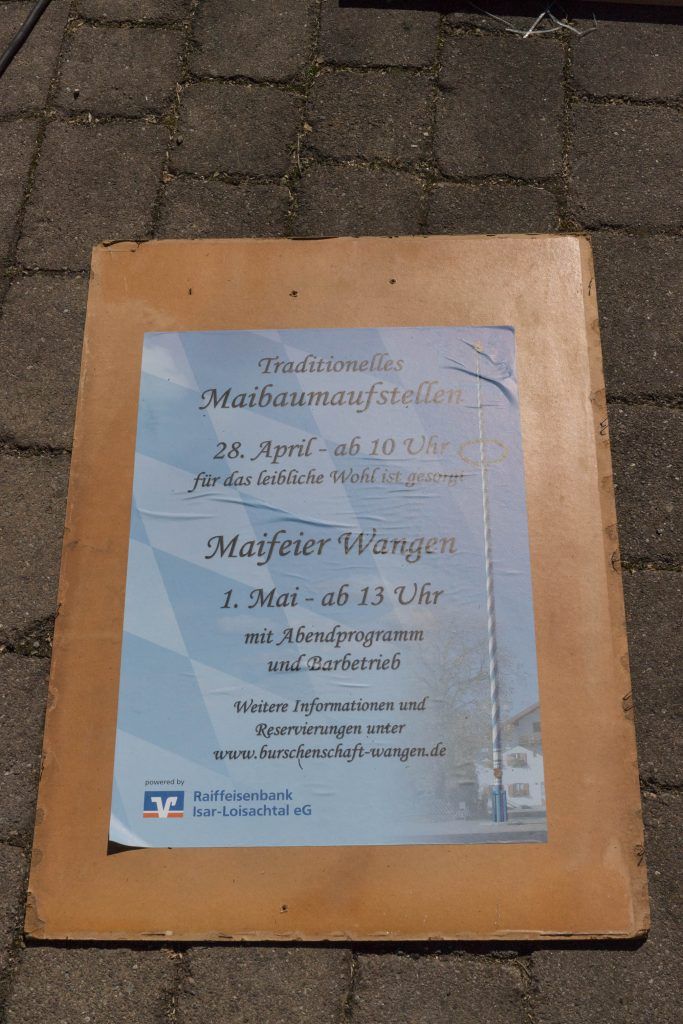 Traditionelles
Maibaumaufstellen
28. April - ab 10 Uhr
für das leibliche Wohl ist gesorgt
Maifeier Wangen
1. Mai - ab 13 Uhr
mit Abendprogramm
und Barbetrieb
Weitere Informationen und
Reservierungen unter
www.burschenschaft-wangen.de
powered by
Raiffeisenbank
Isar-Loisachtal eG